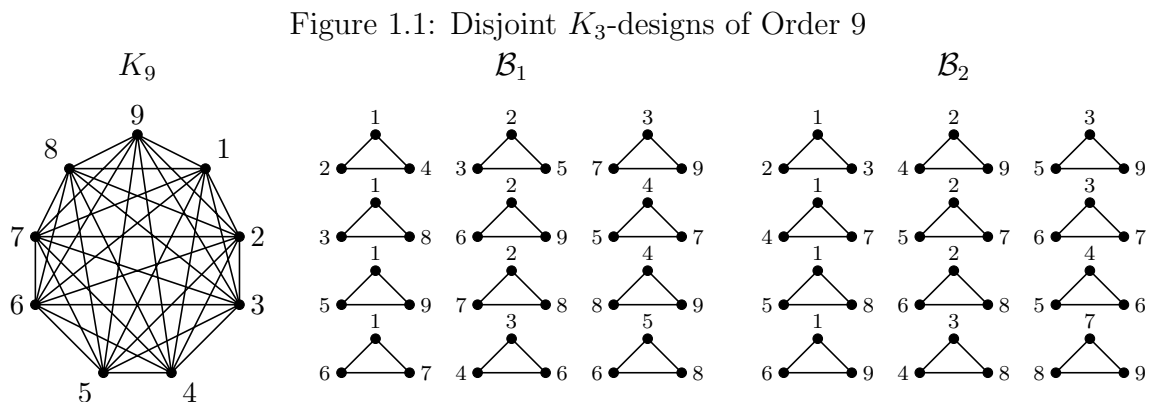 Figure 1.1: Disjoint K₃-designs of Order 9
K₉ ℬ₁ ℬ₂
9
8 1
7 2
6 3
5 4
1 2 3 1 2 3
2 4 3 5 7 9 2 3 4 9 5 9
1 2 4 1 2 3
3 8 6 9 5 7 4 7 5 7 6 7
1 2 4 1 2 4
5 9 7 8 8 9 5 8 6 8 5 6
1 3 5 1 3 7
6 7 4 6 6 8 6 9 4 8 8 9